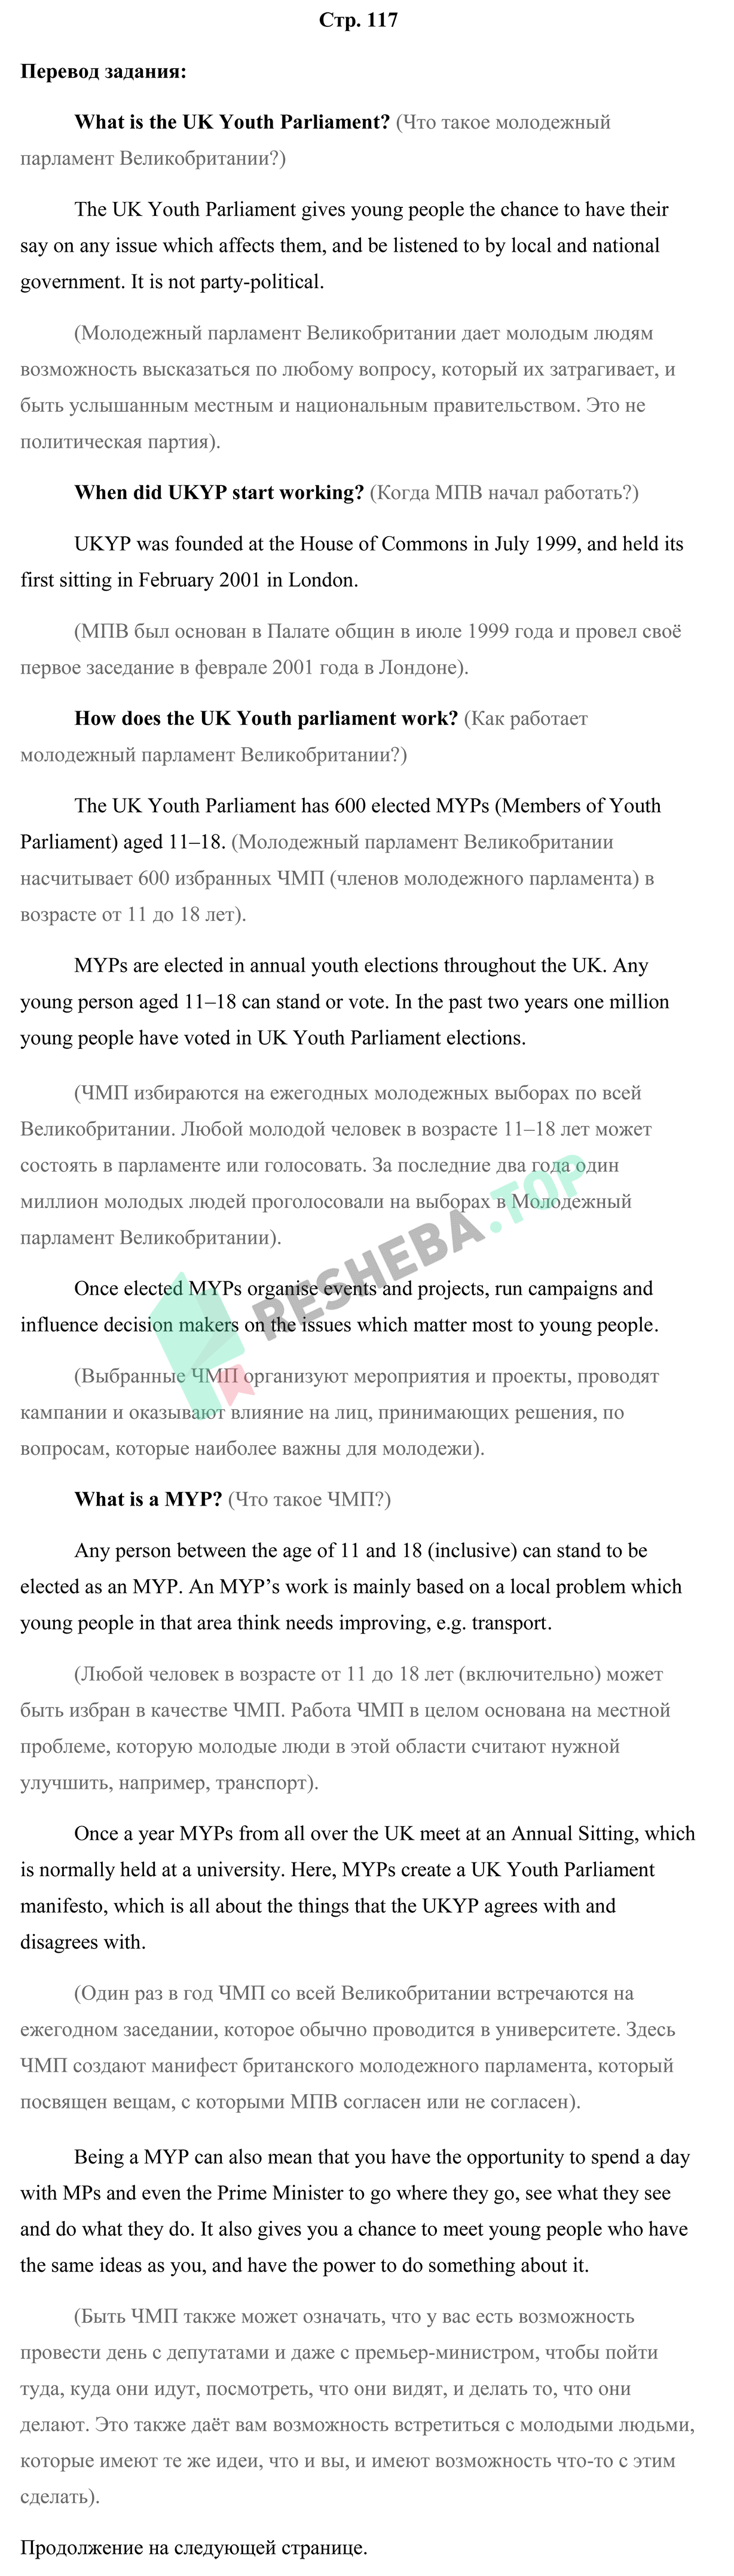 Стр. 117
Перевод задания:
What is the UK Youth Parliament? (Что такое молодежный
парламент Великобритании?)
The UK Youth Parliament gives young people the chance to have their
say on any issue which affects them, and be listened to by local and national
government. It is not party-political.
(Молодежный парламент Великобритании дает молодым людям
возможность высказаться по любому вопросу, который их затрагивает, и
быть услышанным местным и национальным правительством. Это не
политическая партия).
When did UKYP start working? (Когда МПВ начал работать?)
UKYP was founded at the House of Commons in July 1999, and held its
first sitting in February 2001 in London.
(МПВ был основан в Палате общин в июле 1999 года и провел своё
первое заседание в феврале 2001 года в Лондоне).
How does the UK Youth parliament work? (Как работает
молодежный парламент Великобритании?)
The UK Youth Parliament has 600 elected MYPs (Members of Youth
Parliament) aged 11–18. (Молодежный парламент Великобритании
насчитывает 600 избранных ЧМП (членов молодежного парламента) в
возрасте от 11 до 18 лет).
MYPs are elected in annual youth elections throughout the UK. Any
young person aged 11–18 can stand or vote. In the past two years one million
young people have voted in UK Youth Parliament elections.
(ЧМП избираются на ежегодных молодежных выборах по всей
Великобритании. Любой молодой человек в возрасте 11–18 лет может
состоять в парламенте или голосовать. За последние два года один
миллион молодых людей проголосовали на выборах в Молодежный
парламент Великобритании).
RESHEBA.TOP
Once elected MYPs organise events and projects, run campaigns and
influence decision makers on the issues which matter most to young people.
(Выбранные ЧМП организуют мероприятия и проекты, проводят
кампании и оказывают влияние на лиц, принимающих решения, по
вопросам, которые наиболее важны для молодежи).
What is a MYP? (Что такое ЧМП?)
Any person between the age of 11 and 18 (inclusive) can stand to be
elected as an MYP. An MYP’s work is mainly based on a local problem which
young people in that area think needs improving, e.g. transport.
(Любой человек в возрасте от 11 до 18 лет (включительно) может
быть избран в качестве ЧМП. Работа ЧМП в целом основана на местной
проблеме, которую молодые люди в этой области считают нужной
улучшить, например, транспорт).
Once a year MYPs from all over the UK meet at an Annual Sitting, which
is normally held at a university. Here, MYPs create a UK Youth Parliament
manifesto, which is all about the things that the UKYP agrees with and
disagrees with.
(Один раз в год ЧМП со всей Великобритании встречаются на
ежегодном заседании, которое обычно проводится в университете. Здесь
ЧМП создают манифест британского молодежного парламента, который
посвящен вещам, с которыми МПВ согласен или не согласен).
Being a MYP can also mean that you have the opportunity to spend a day
with MPs and even the Prime Minister to go where they go, see what they see
and do what they do. It also gives you a chance to meet young people who have
the same ideas as you, and have the power to do something about it.
(Быть ЧМП также может означать, что у вас есть возможность
провести день с депутатами и даже с премьер-министром, чтобы пойти
туда, куда они идут, посмотреть, что они видят, и делать то, что они
делают. Это также даёт вам возможность встретиться с молодыми людьми,
которые имеют те же идеи, что и вы, и имеют возможность что-то с этим
сделать).
Продолжение на следующей странице.